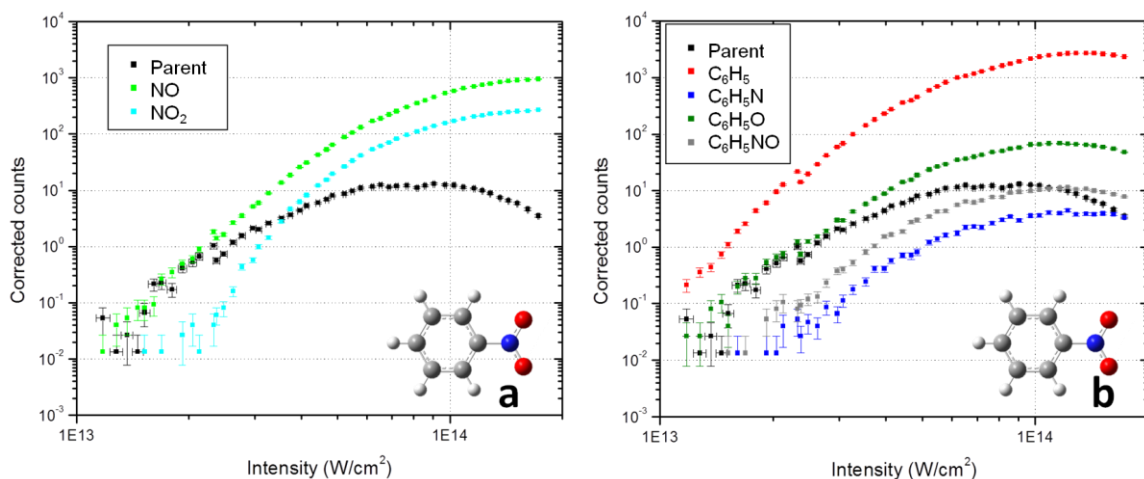 10⁴
10³
10²
10¹
10⁰
10⁻¹
10⁻²
10⁻³
Corrected counts
Parent
NO
NO₂
a
1E13
1E14
Intensity (W/cm²)
10⁴
10³
10²
10¹
10⁰
10⁻¹
10⁻²
10⁻³
Corrected counts
Parent
C₆H₅
C₆H₅N
C₆H₅O
C₆H₅NO
b
1E13
1E14
Intensity (W/cm²)